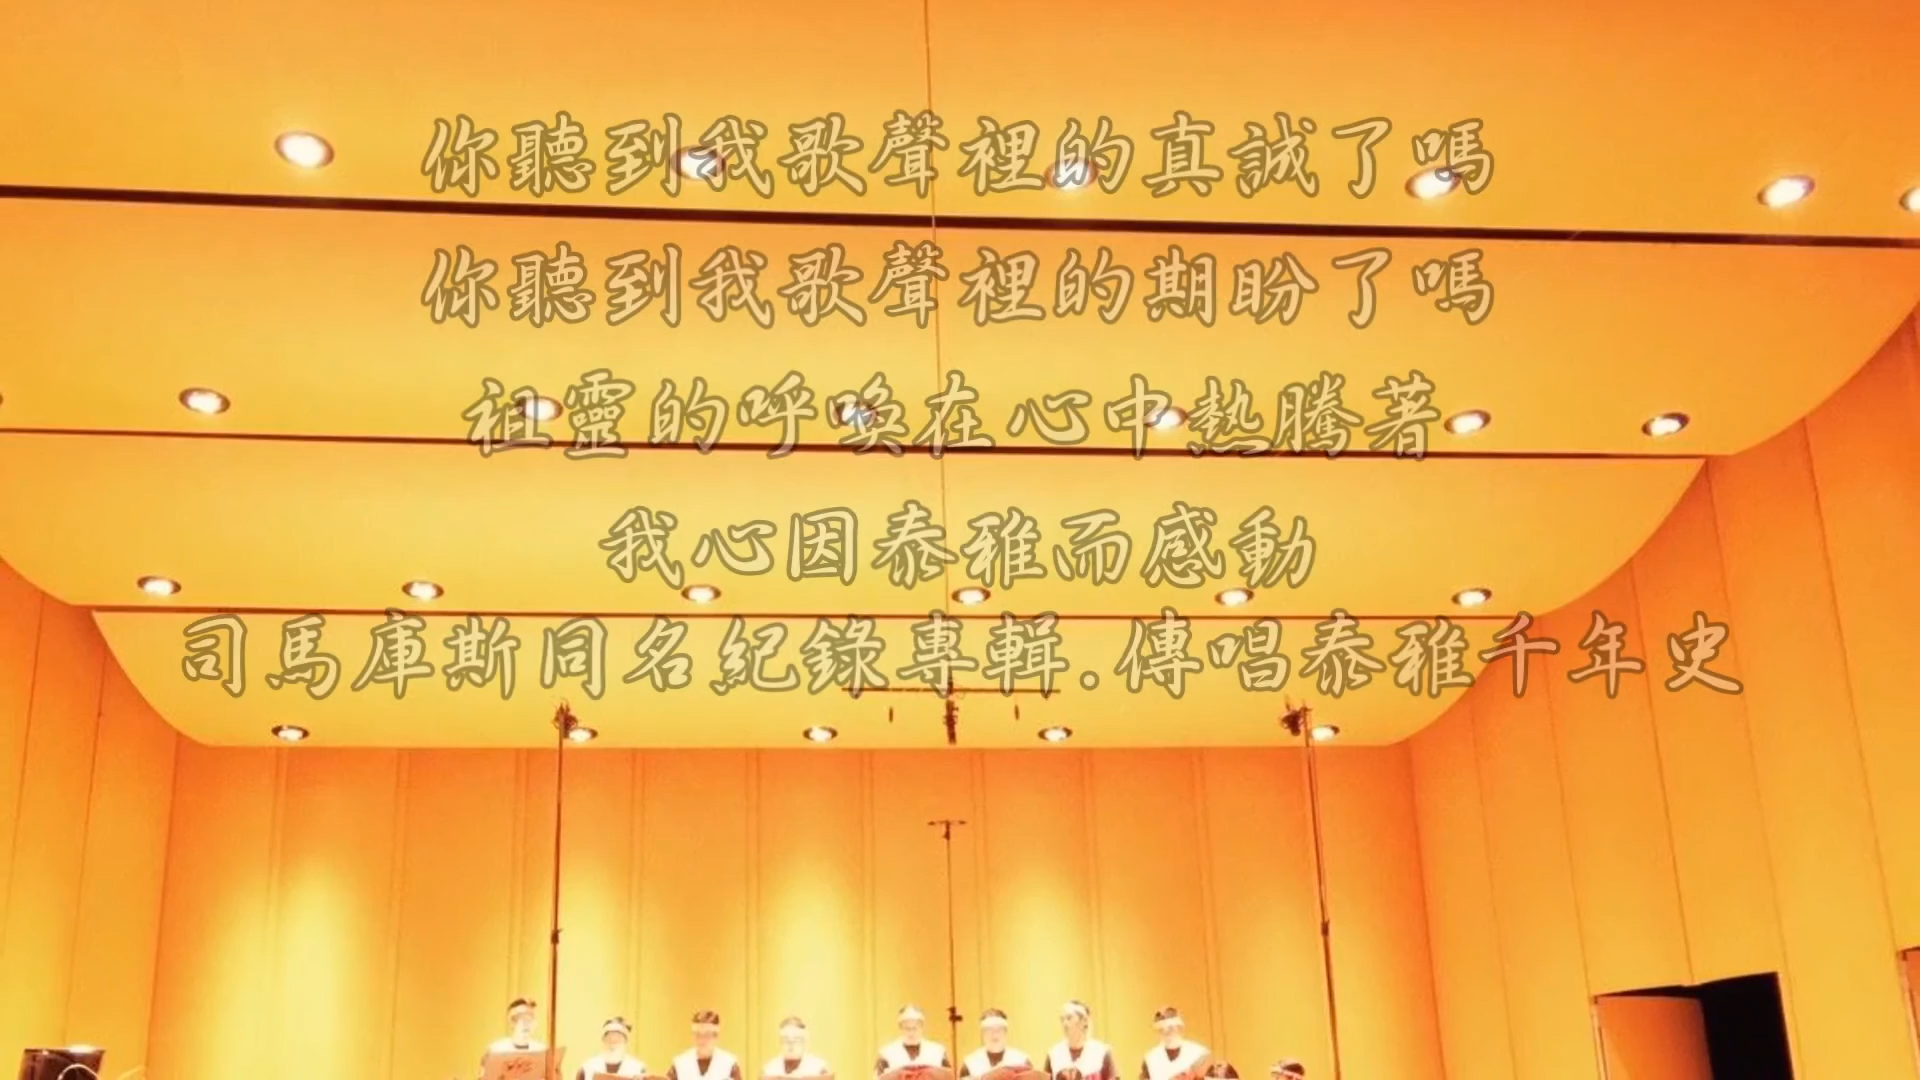 你聽到我歌聲裡的真誠了嗎
你聽到我歌聲裡的期盼了嗎
祖靈的呼喚在心中熱騰著
我心因泰雅而感動
司馬庫斯同名紀錄專輯.傳唱泰雅千年史